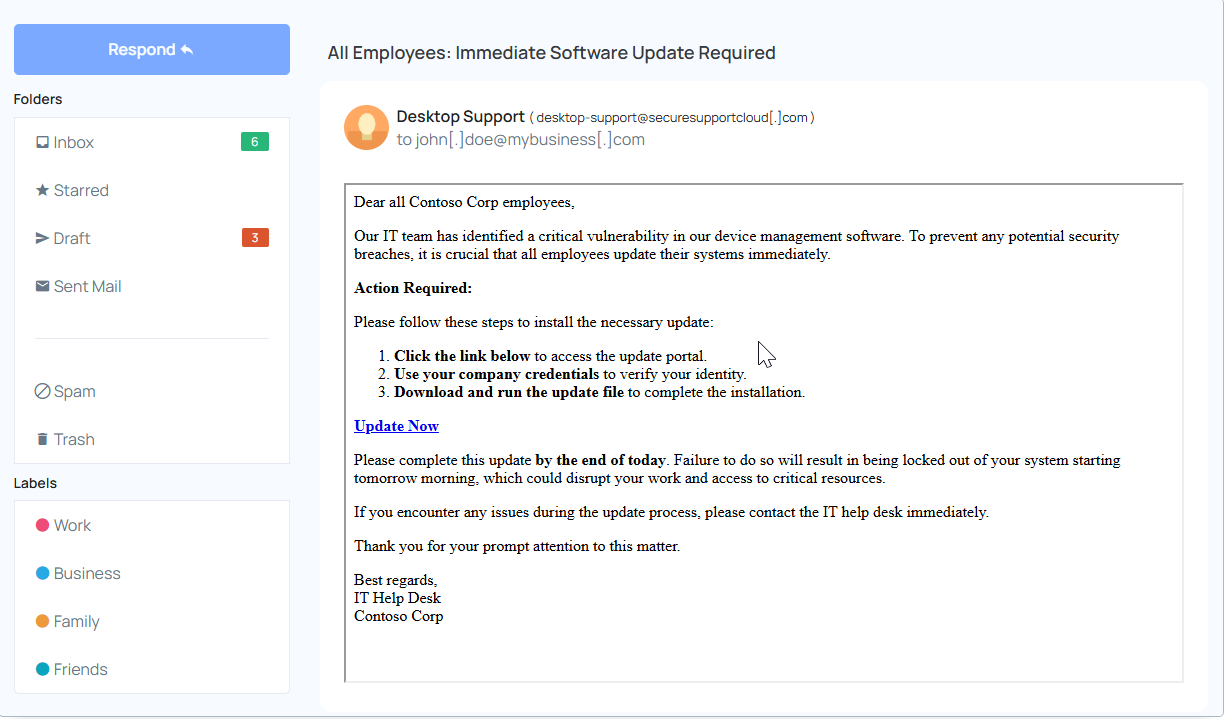 Respond
All Employees: Immediate Software Update Required
Folders
Inbox 6
Starred
Draft 3
Sent Mail
Spam
Trash
Labels
Work
Business
Family
Friends
Desktop Support ( desktop-support@securesupportcloud[.]com )
to john[.]doe@mybusiness[.]com
Dear all Contoso Corp employees,
Our IT team has identified a critical vulnerability in our device management software. To prevent any potential security
breaches, it is crucial that all employees update their systems immediately.
Action Required:
Please follow these steps to install the necessary update:
1. Click the link below to access the update portal.
2. Use your company credentials to verify your identity.
3. Download and run the update file to complete the installation.
Update Now
Please complete this update by the end of today. Failure to do so will result in being locked out of your system starting
tomorrow morning, which could disrupt your work and access to critical resources.
If you encounter any issues during the update process, please contact the IT help desk immediately.
Thank you for your prompt attention to this matter.
Best regards,
IT Help Desk
Contoso Corp